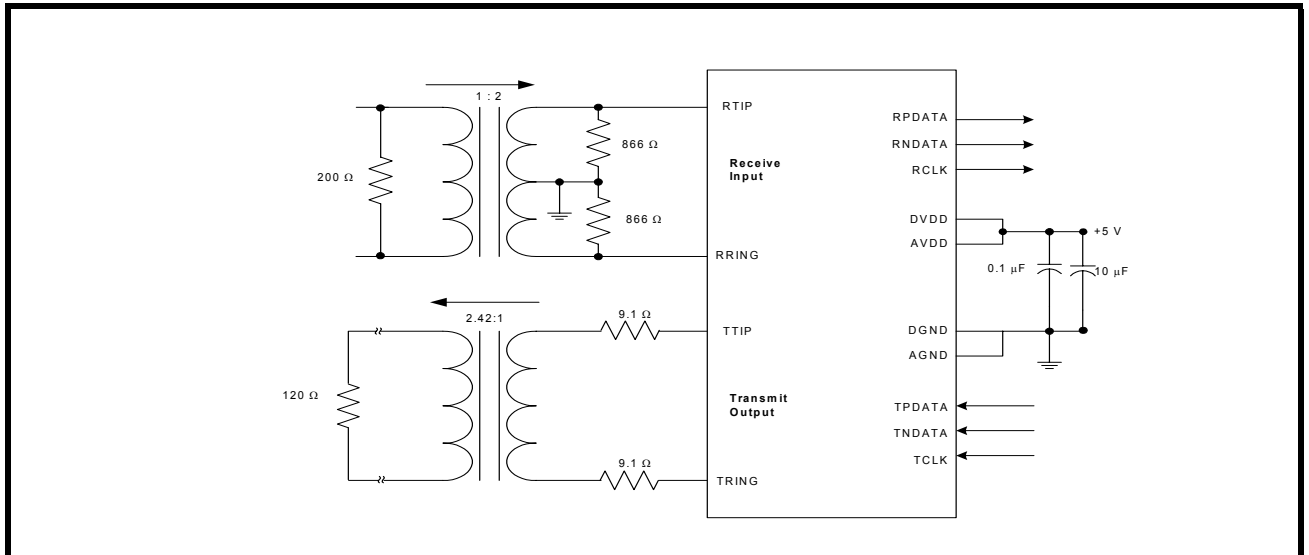 1 : 2
RTIP
RPDATA
866 Ω
RNDATA
Receive
Input
RCLK
200 Ω
DVDD
866 Ω
+5 V
AVDD
RRING
0.1 µF
10 µF
2.42:1
9.1 Ω
TTIP
DGND
AGND
120 Ω
Transmit
Output
TPDATA
TNDATA
TCLK
9.1 Ω
TRING